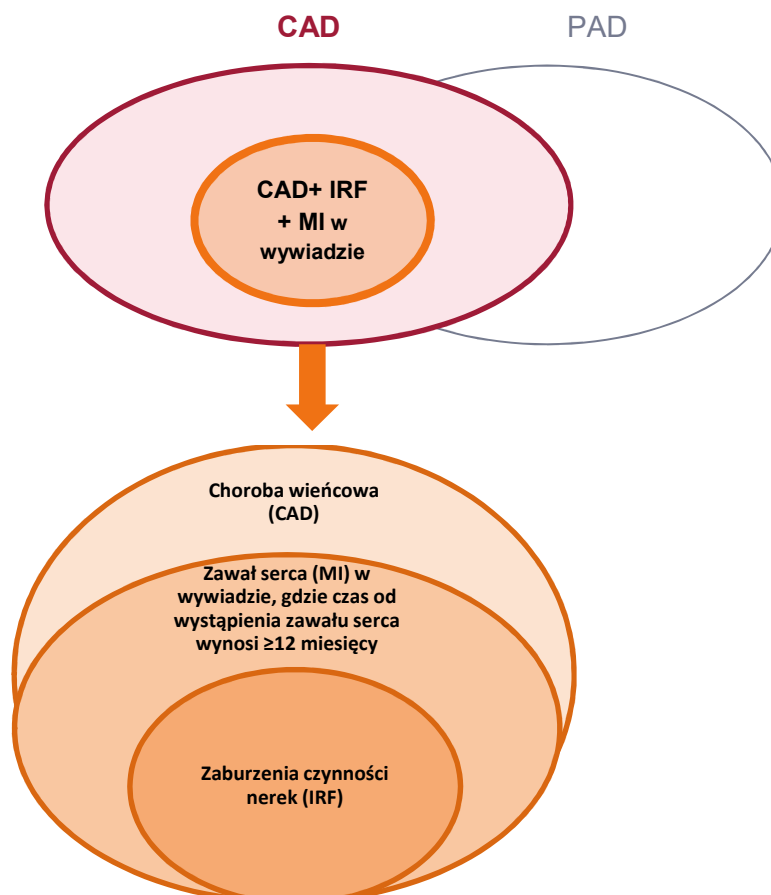 CAD
PAD
CAD+ IRF
+ MI w
wywiadzie
Choroba wieńcowa
(CAD)
Zawał serca (MI) w
wywiadzie, gdzie czas od
wystąpienia zawału serca
wynosi ≥12 miesięcy
Zaburzenia czynności
nerek (IRF)